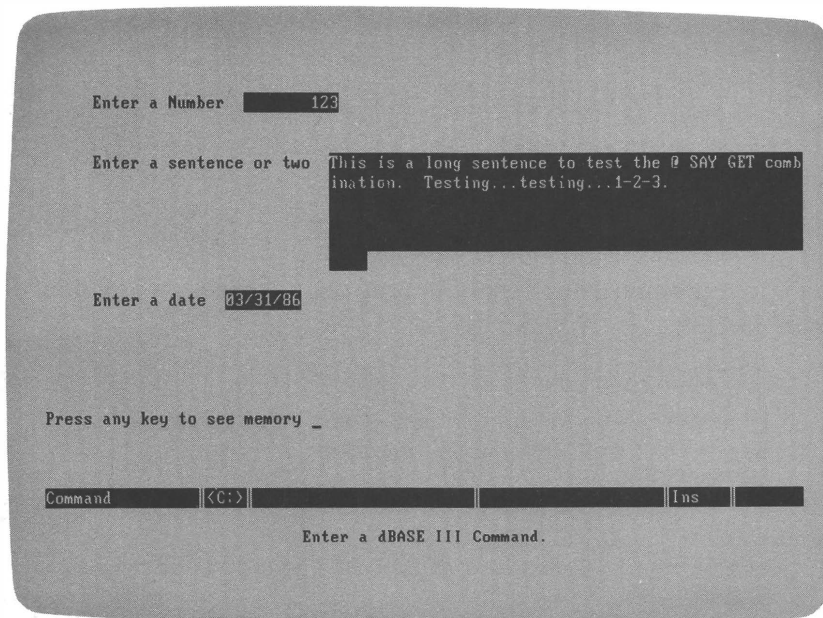 Enter a Number 123
Enter a sentence or two This is a long sentence to test the @ SAY GET comb
ination. Testing...testing...1-2-3.
Enter a date 03/31/86
Press any key to see memory _
Command ║<C:>║ ║ ║Ins ║
Enter a dBASE III Command.